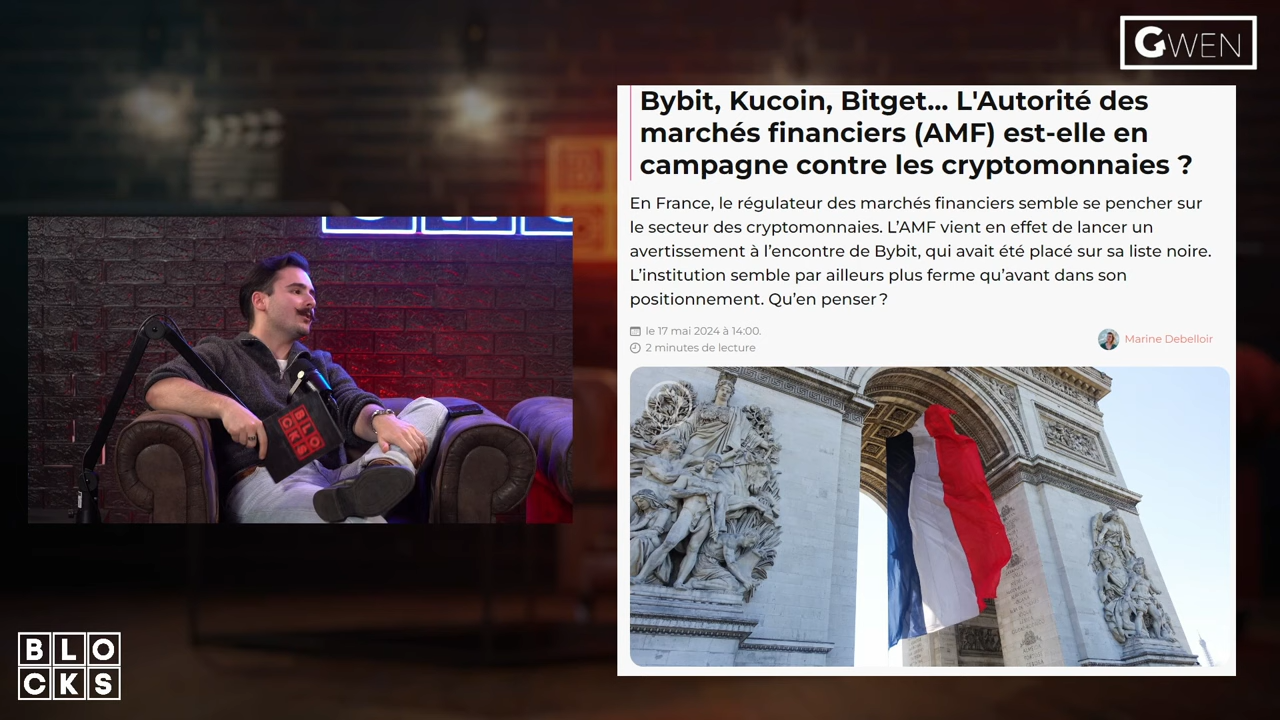 GWEN
Bybit, Kucoin, Bitget... L'Autorité des
marchés financiers (AMF) est-elle en
campagne contre les cryptomonnaies ?
En France, le régulateur des marchés financiers semble se pencher sur
le secteur des cryptomonnaies. L’AMF vient en effet de lancer un
avertissement à l’encontre de Bybit, qui avait été placé sur sa liste noire.
L’institution semble par ailleurs plus ferme qu’avant dans son
positionnement. Qu’en penser ?
le 17 mai 2024 à 14:00.
2 minutes de lecture
Marine Debelloir
BLO
CKS
BLO
CKS